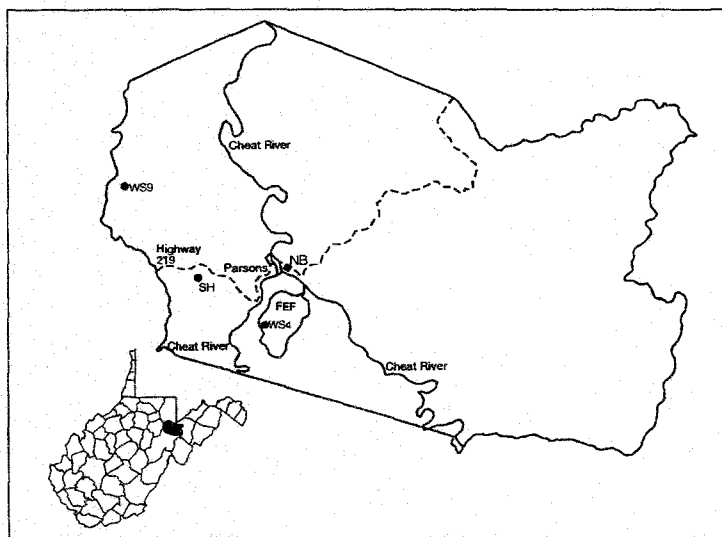 Cheat River
WS9
Highway
219
Parsons
NB
SH
FEF
WS4
Cheat River
Cheat River